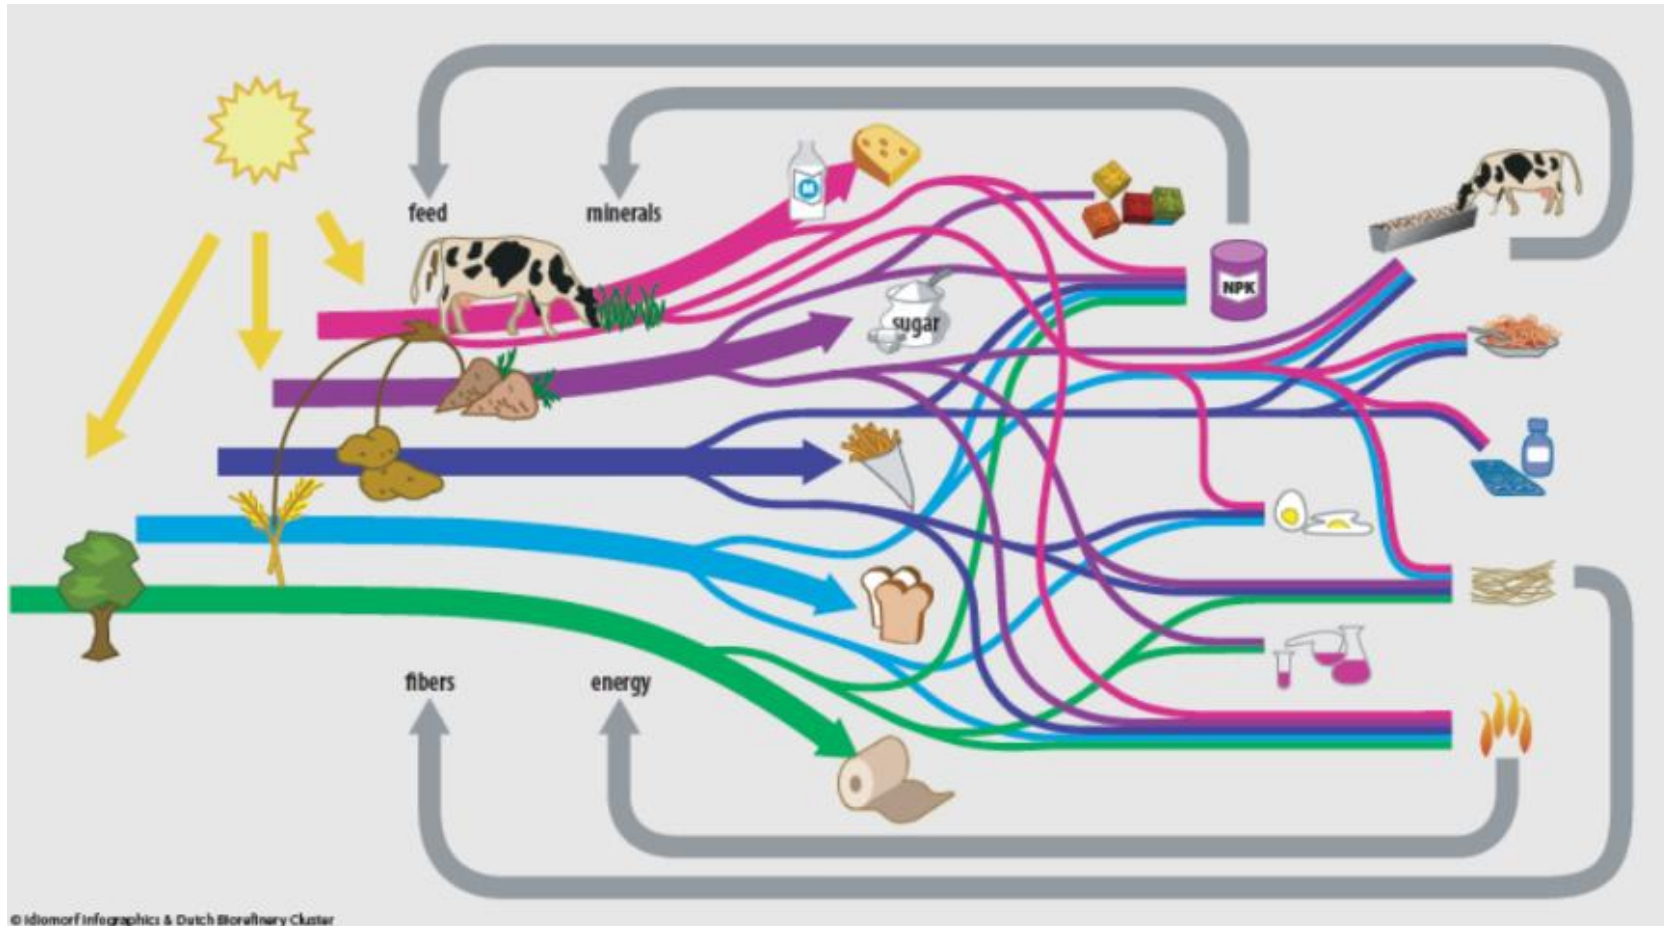 feed
minerals
M
NPK
sugar
fibers
energy
© Idiomorf Infographics & Dutch Biorefinery Cluster